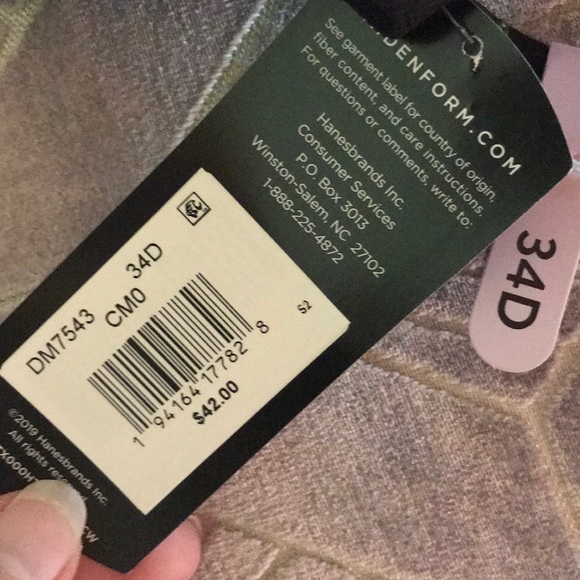 DENFORM.COM
See garment label for country of origin,
fiber content, and care instructions.
For questions or comments, write to:
Hanesbrands Inc.
Consumer Services
P.O. Box 3013
Winston-Salem, NC 27102
1-888-225-4872
34D
DM7543 34D
CM0
1 94164 17782 8
$42.00
S2
©2019 Hanesbrands Inc.
All rights reserved.